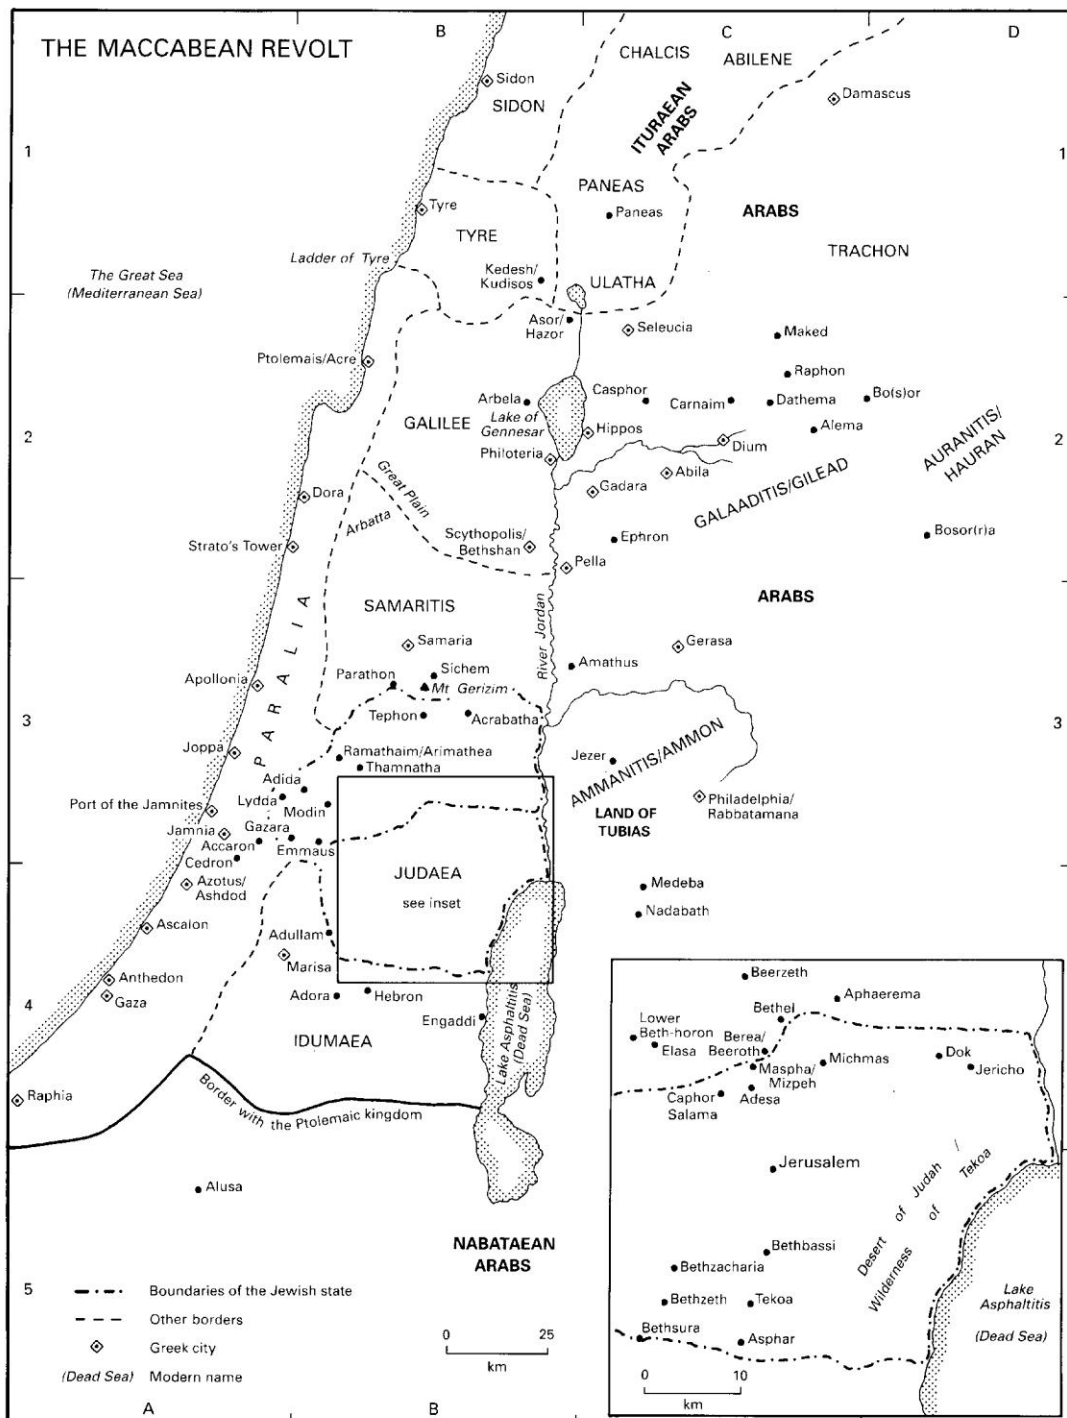 THE MACCABEAN REVOLT
B
C
D
CHALCIS
ABILENE
Sidon
SIDON
Damascus
ITURAEAN
ARABS
1
1
PANEAS
Paneas
Tyre
ARABS
TYRE
TRACHON
Ladder of Tyre
The Great Sea
(Mediterranean Sea)
Kedesh/
Kudisos
ULATHA
Asor/
Hazor
Seleucia
Maked
Ptolemais/Acre
Raphon
Arbela
Casphor
Carnaim
Dathema
Bo(s)or
Lake of
Gennesar
GALILEE
Hippos
Alema
2
2
Dium
AURANITIS/
HAURAN
Philoteria
Abila
Gadara
GALAADITIS/GILEAD
Great Plain
Dora
Arbatta
Strato's Tower
Scythopolis/
Bethshan
Ephron
Bosor(r)a
Pella
SAMARITIS
ARABS
PARALIA
River Jordan
Samaria
Gerasa
Sichem
Amathus
Parathon
Mt Gerizim
Apollonia
Tephon
Acrabatha
3
3
Joppa
Ramathaim/Arimathea
Thamnatha
Jezer
AMMANITIS/AMMON
Adida
Lydda
Modin
Port of the Jamnites
Philadelphia/
Rabbatamana
LAND OF
TUBIAS
Jamnia
Gazara
Accaron
Emmaus
Cedron
JUDAEA
see inset
Azotus/
Ashdod
Medeba
Nadabath
Ascalon
Adullam
Marisa
Anthedon
Gaza
Adora
Hebron
4
Engaddi
IDUMAEA
Lake Asphaltitis
(Dead Sea)
Raphia
Border with the Ptolemaic kingdom
Alusa
NABATAEAN
ARABS
5
Boundaries of the Jewish state
Other borders
Greek city
(Dead Sea)
Modern name
0
25
km
A
B
Beerzeth
Aphaerema
Bethel
Lower
Beth-horon
Elasa
Berea/
Beeroth
Michmas
Dok
Jericho
Maspha/
Mizpeh
Adesa
Caphor
Salama
Jerusalem
Desert of Judah –
Wilderness of Tekoa
Bethbassi
Bethzacharia
Bethzeth
Tekoa
Bethsura
Asphar
Lake
Asphaltitis
(Dead Sea)
0
10
km